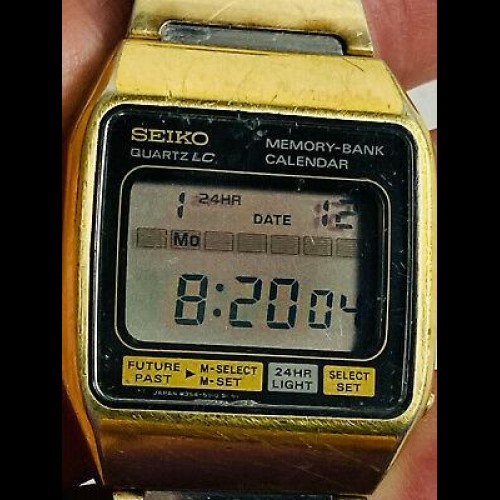 SEIKO
QUARTZ LC
MEMORY-BANK
CALENDAR
1 24HR DATE 12
Mo
8:20 04
FUTURE
PAST
M-SELECT
M-SET
24HR
LIGHT
SELECT
SET
JAPAN